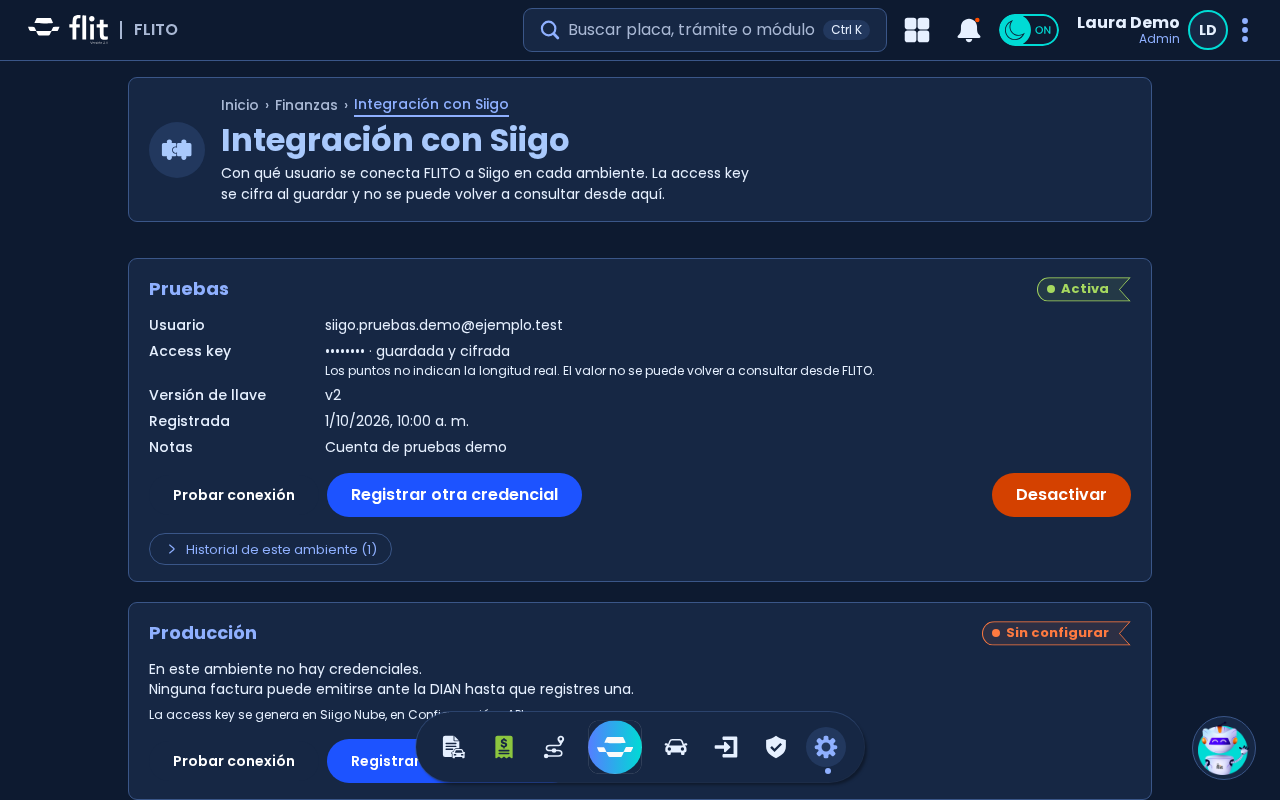 flit | FLITO
Buscar placa, trámite o módulo Ctrl K
ON
Laura Demo
Admin
LD
Inicio › Finanzas › Integración con Siigo
Integración con Siigo
Con qué usuario se conecta FLITO a Siigo en cada ambiente. La access key
se cifra al guardar y no se puede volver a consultar desde aquí.
Pruebas
Activa
Usuario siigo.pruebas.demo@ejemplo.test
Access key •••••••• · guardada y cifrada
Los puntos no indican la longitud real. El valor no se puede volver a consultar desde FLITO.
Versión de llave v2
Registrada 1/10/2026, 10:00 a. m.
Notas Cuenta de pruebas demo
Probar conexión Registrar otra credencial Desactivar
Historial de este ambiente (1)
Producción
Sin configurar
En este ambiente no hay credenciales.
Ninguna factura puede emitirse ante la DIAN hasta que registres una.
La access key se genera en Siigo Nube, en
Probar conexión